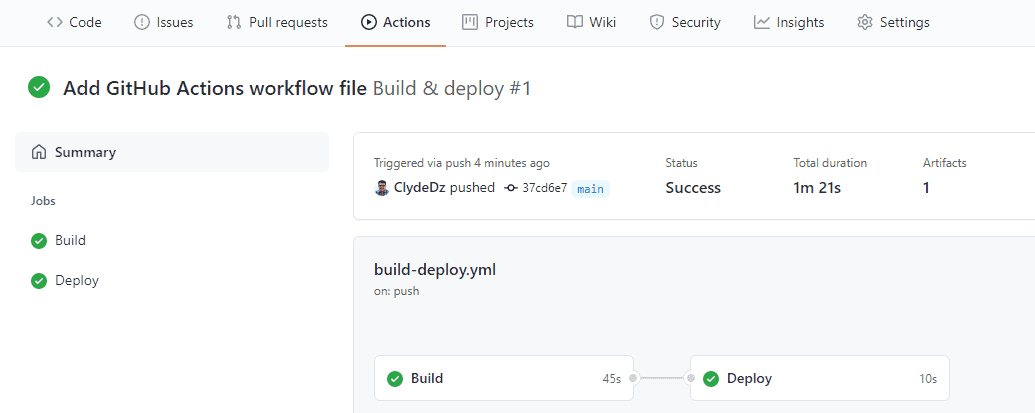 Code Issues Pull requests Actions Projects Wiki Security Insights Settings
Add GitHub Actions workflow file Build & deploy #1
Summary
Jobs
Build
Deploy
Triggered via push 4 minutes ago
ClydeDz pushed 37cd6e7 main
Status
Success
Total duration
1m 21s
Artifacts
1
build-deploy.yml
on: push
Build 45s
Deploy 10s